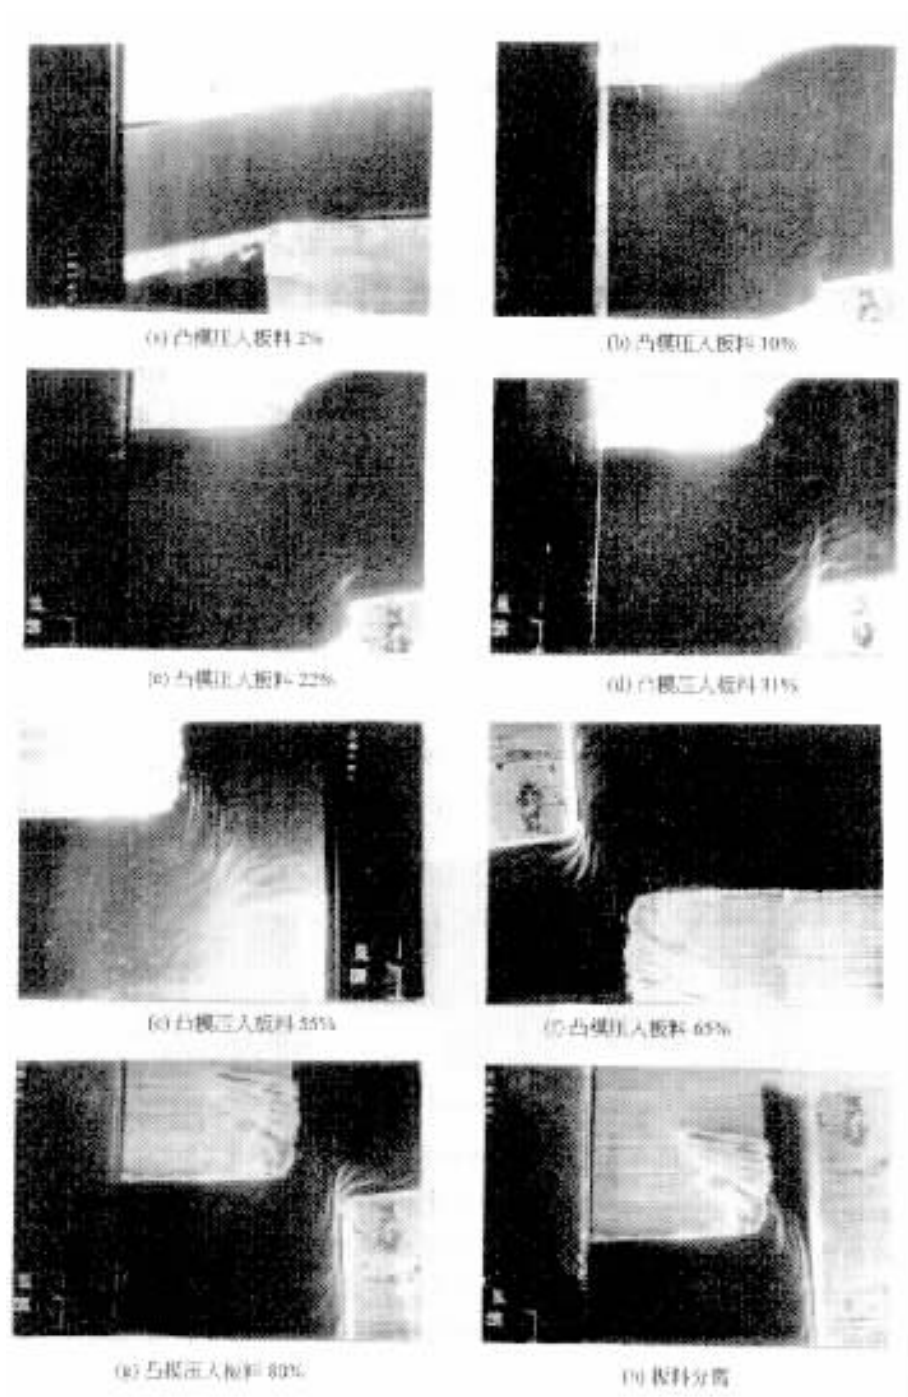 (a) 凸模压入板料 2%
(b) 凸模压入板料 10%
(c) 凸模压入板料 22%
(d) 凸模压入板料 31%
(e) 凸模压入板料 55%
(f) 凸模压入板料 65%
(g) 凸模压入板料 80%
(h) 板料分离